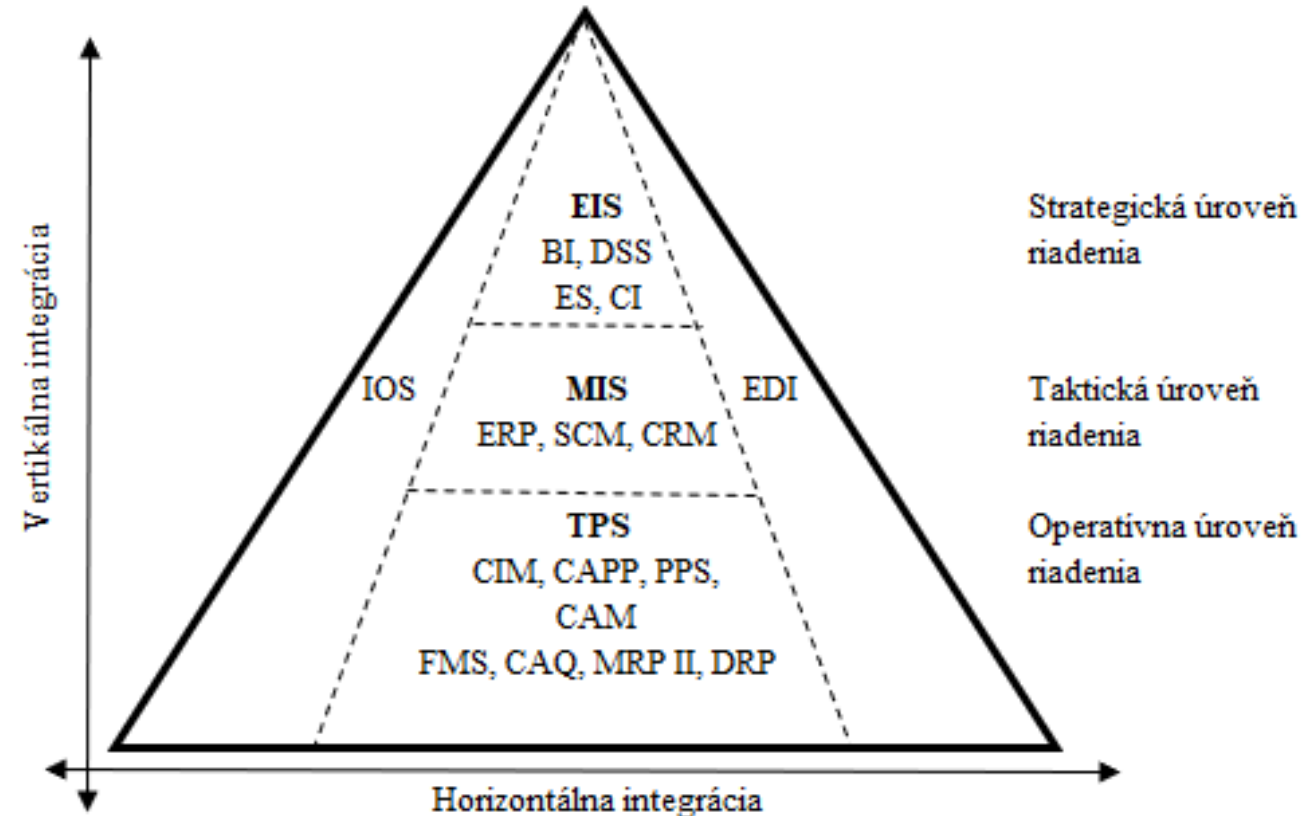 EIS
BI, DSS
ES, CI
Strategická úroveň
riadenia
Vertikálna integrácia
IOS
MIS
EDI
ERP, SCM, CRM
Taktická úroveň
riadenia
TPS
CIM, CAPP, PPS,
CAM
FMS, CAQ, MRP II, DRP
Operatívna úroveň
riadenia
Horizontálna integrácia